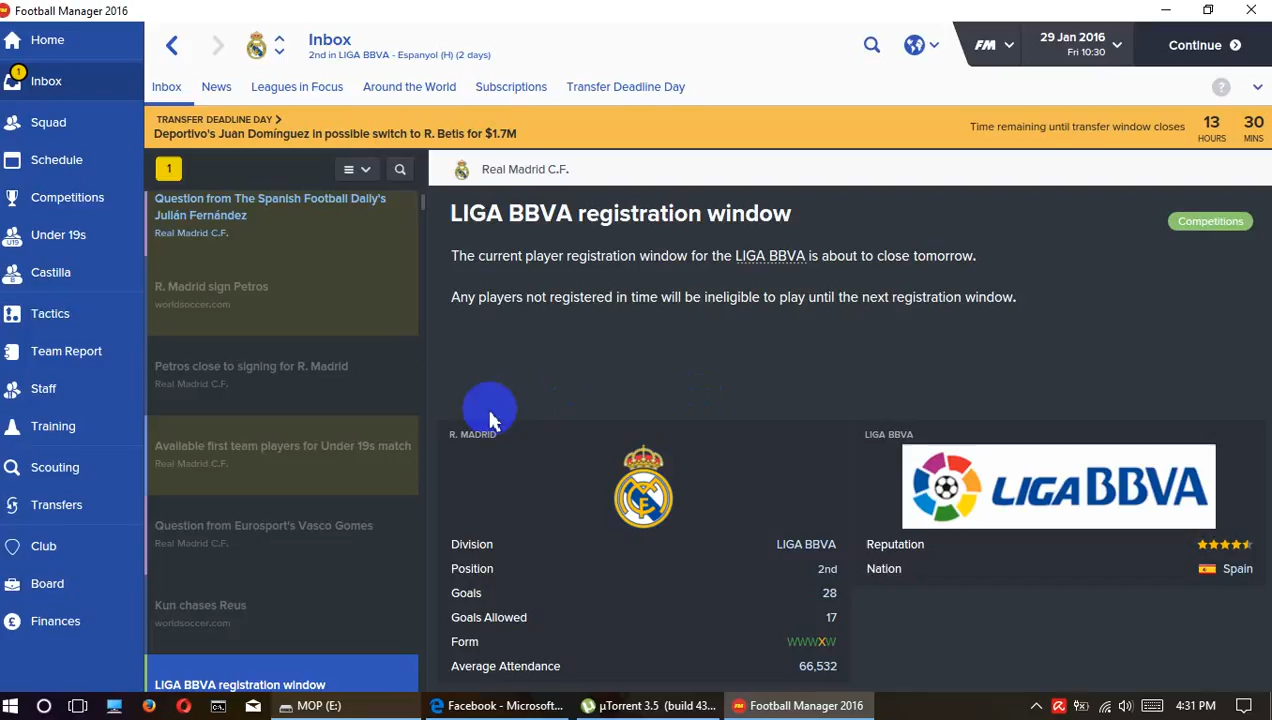 Football Manager 2016
Home
1
Inbox
Squad
Schedule
Competitions
U19
Under 19s
Castilla
Tactics
Team Report
Staff
Training
Scouting
Transfers
Club
Board
Finances
Inbox
2nd in LIGA BBVA - Espanyol (H) (2 days)
FM
29 Jan 2016
Fri 10:30
Continue
Inbox News Leagues in Focus Around the World Subscriptions Transfer Deadline Day
?
TRANSFER DEADLINE DAY
Deportivo's Juan Domínguez in possible switch to R. Betis for $1.7M
Time remaining until transfer window closes
13 30
HOURS MINS
1
Question from The Spanish Football Daily's
Julián Fernández
Real Madrid C.F.
R. Madrid sign Petros
worldsoccer.com
Petros close to signing for R. Madrid
Real Madrid C.F.
Available first team players for Under 19s match
Real Madrid C.F.
Question from Eurosport's Vasco Gomes
Real Madrid C.F.
Kun chases Reus
worldsoccer.com
LIGA BBVA registration window
Real Madrid C.F.
LIGA BBVA registration window
Competitions
The current player registration window for the LIGA BBVA is about to close tomorrow.
Any players not registered in time will be ineligible to play until the next registration window.
R. MADRID
Division LIGA BBVA
Position 2nd
Goals 28
Goals Allowed 17
Form WWWXW
Average Attendance 66,532
LIGA BBVA
LIGA BBVA
Reputation
Nation Spain
MOP (E:)
Facebook - Microsoft...
µTorrent 3.5 (build 43...
Football Manager 2016
4:31 PM